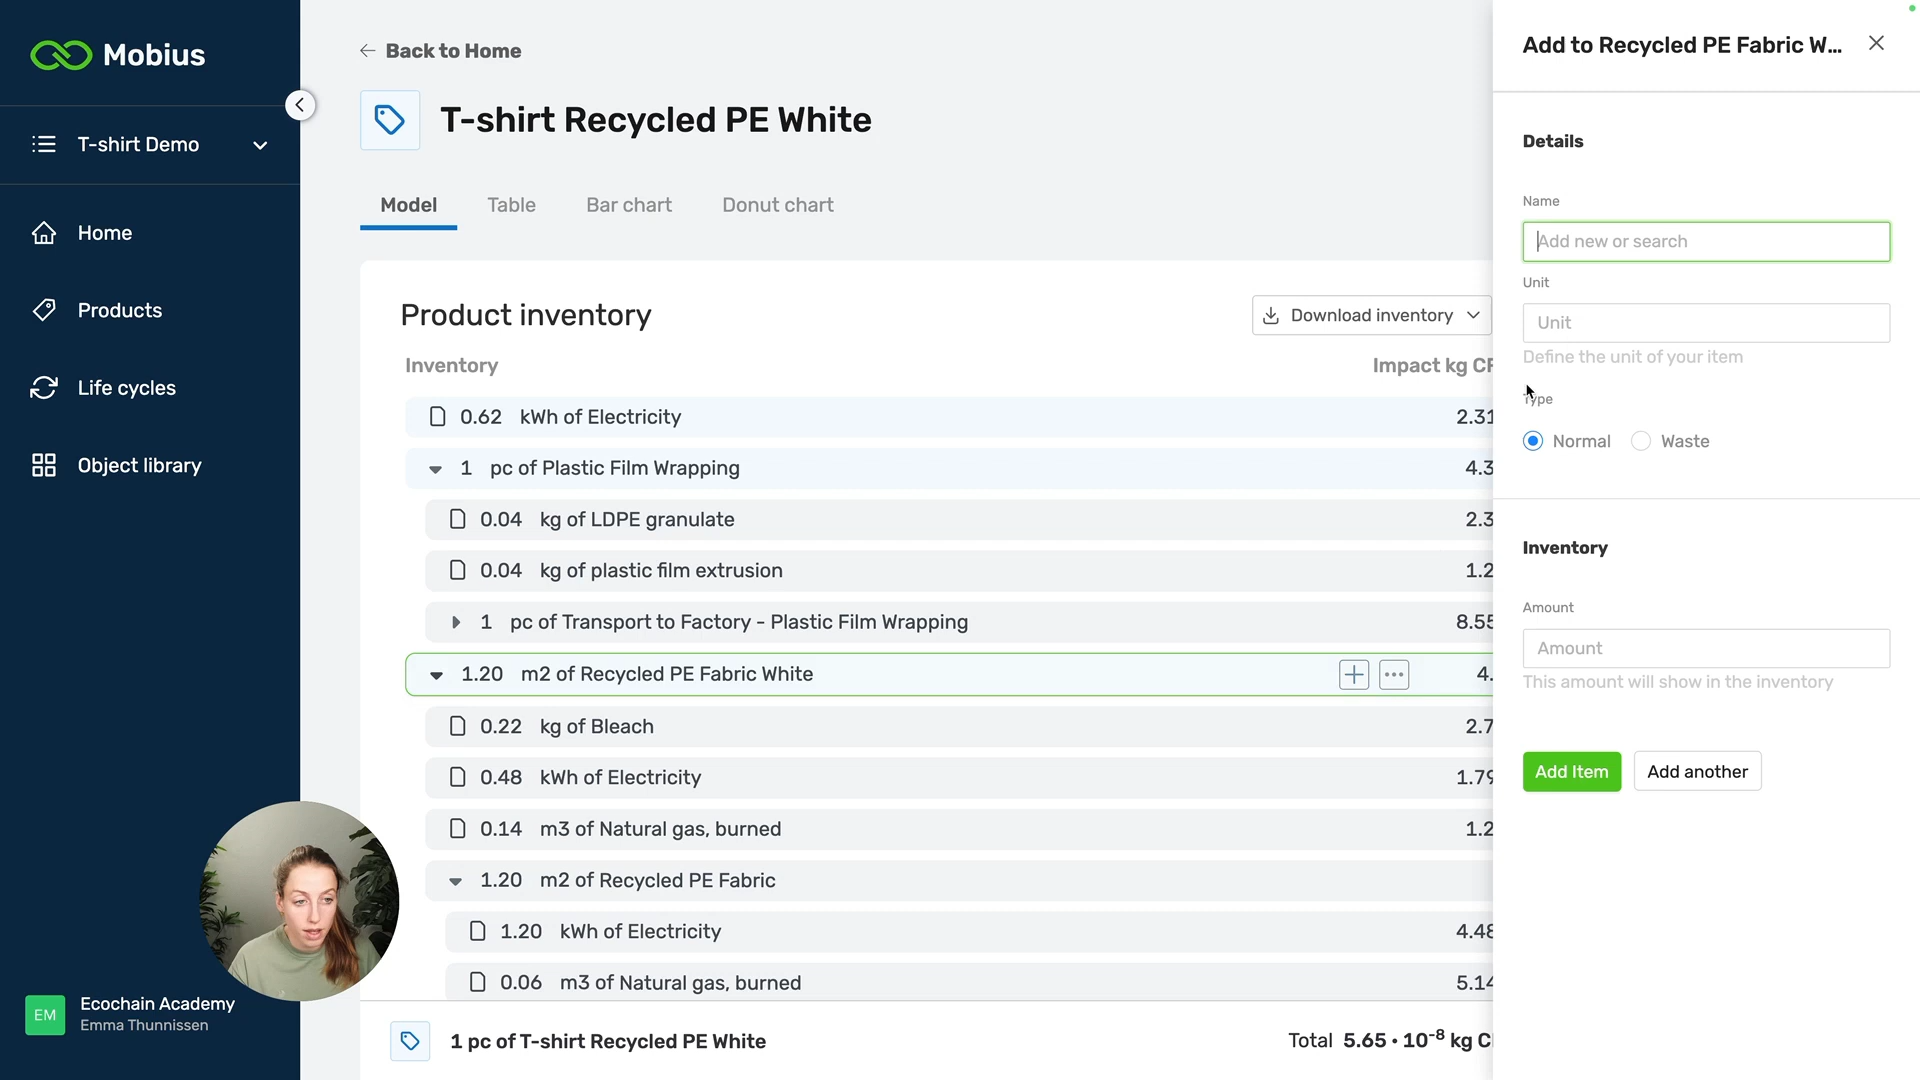 Mobius
T-shirt Demo
Home
Products
Life cycles
Object library
EM
Ecochain Academy
Emma Thunnissen
Back to Home
T-shirt Recycled PE White
Model
Table
Bar chart
Donut chart
Product inventory
Download inventory
Inventory
Impact kg CF
0.62 kWh of Electricity
2.31
1 pc of Plastic Film Wrapping
4.3
0.04 kg of LDPE granulate
2.3
0.04 kg of plastic film extrusion
1.2
1 pc of Transport to Factory - Plastic Film Wrapping
8.55
1.20 m2 of Recycled PE Fabric White
4.
0.22 kg of Bleach
2.7
0.48 kWh of Electricity
1.79
0.14 m3 of Natural gas, burned
1.2
1.20 m2 of Recycled PE Fabric
1.20 kWh of Electricity
4.48
0.06 m3 of Natural gas, burned
5.14
1 pc of T-shirt Recycled PE White
Total 5.65 • 10⁻⁸ kg C
Add to Recycled PE Fabric W...
Details
Name
Add new or search
Unit
Unit
Define the unit of your item
Type
Normal
Waste
Inventory
Amount
Amount
This amount will show in the inventory
Add Item
Add another